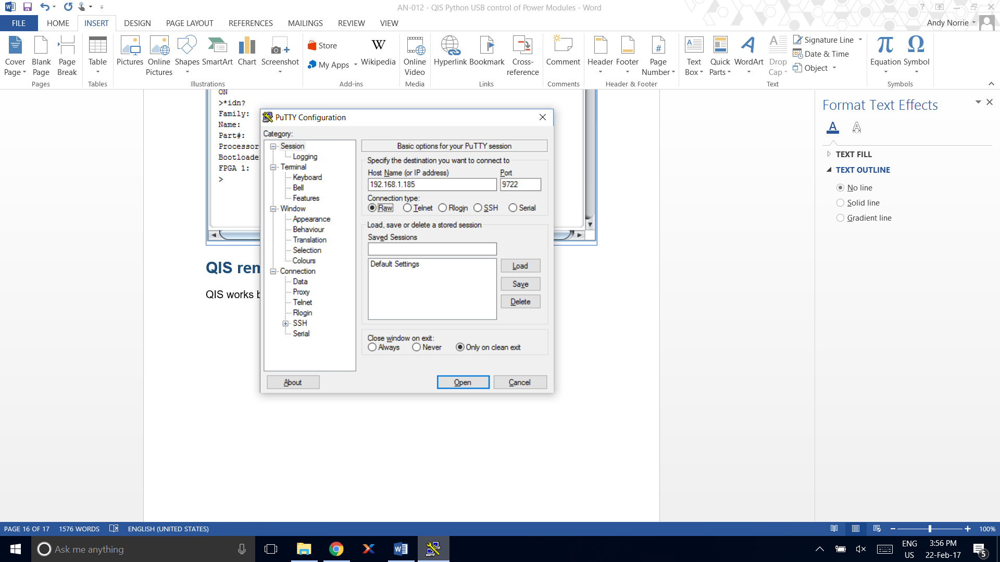 AN-012 - QIS Python USB control of Power Modules - Word
?
FILE HOME INSERT DESIGN PAGE LAYOUT REFERENCES MAILINGS REVIEW VIEW
Andy Norrie
Cover Page
Blank Page
Page Break
Table
Pictures
Online Pictures
Shapes
SmartArt
Chart
Screenshot
Store
My Apps
W
Wikipedia
Online Video
Hyperlink
Bookmark
Cross-reference
Comment
Header
Footer
#
Page Number
A
Text Box
Quick Parts
A
WordArt
A
Drop Cap
Signature Line
Date & Time
Object
π
Equation
Ω
Symbol
Pages
Tables
Illustrations
Add-ins
Media
Links
Comments
Header & Footer
Text
Symbols
ON
>*idn?
Family:
Name:
Part#:
Processor
Bootloade
FPGA 1:
>
QIS rem
QIS works b
PuTTY Configuration
Category:
Session
Logging
Terminal
Keyboard
Bell
Features
Window
Appearance
Behaviour
Translation
Selection
Colours
Connection
Data
Proxy
Telnet
Rlogin
SSH
Serial
Basic options for your PuTTY session
Specify the destination you want to connect to
Host Name (or IP address) Port
192.168.1.185 9722
Connection type:
Raw Telnet Rlogin SSH Serial
Load, save or delete a stored session
Saved Sessions
Default Settings
Load
Save
Delete
Close window on exit:
Always Never Only on clean exit
About Open Cancel
Format Text Effects
A A
TEXT FILL
TEXT OUTLINE
No line
Solid line
Gradient line
PAGE 16 OF 17 1576 WORDS ENGLISH (UNITED STATES) 100%
Ask me anything
ENG
US
3:56 PM
22-Feb-17
5